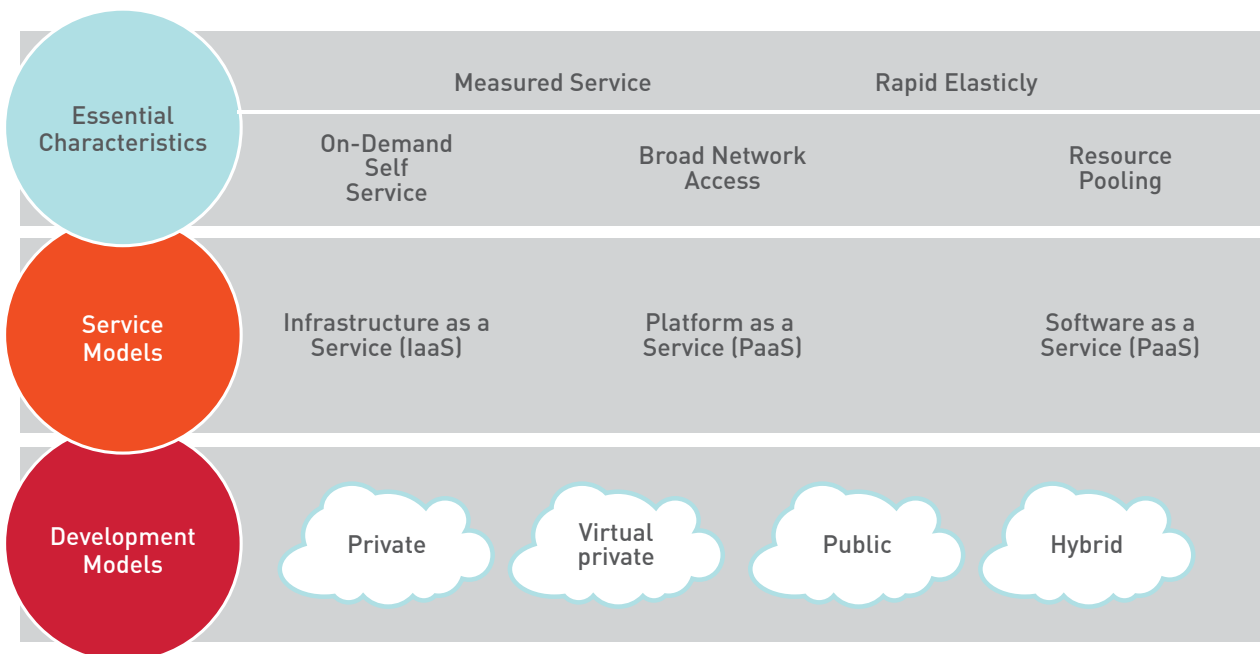 Essential
Characteristics
Measured Service
Rapid Elasticly
On-Demand
Self
Service
Broad Network
Access
Resource
Pooling
Service
Models
Infrastructure as a
Service (IaaS)
Platform as a
Service (PaaS)
Software as a
Service (PaaS)
Development
Models
Private
Virtual
private
Public
Hybrid